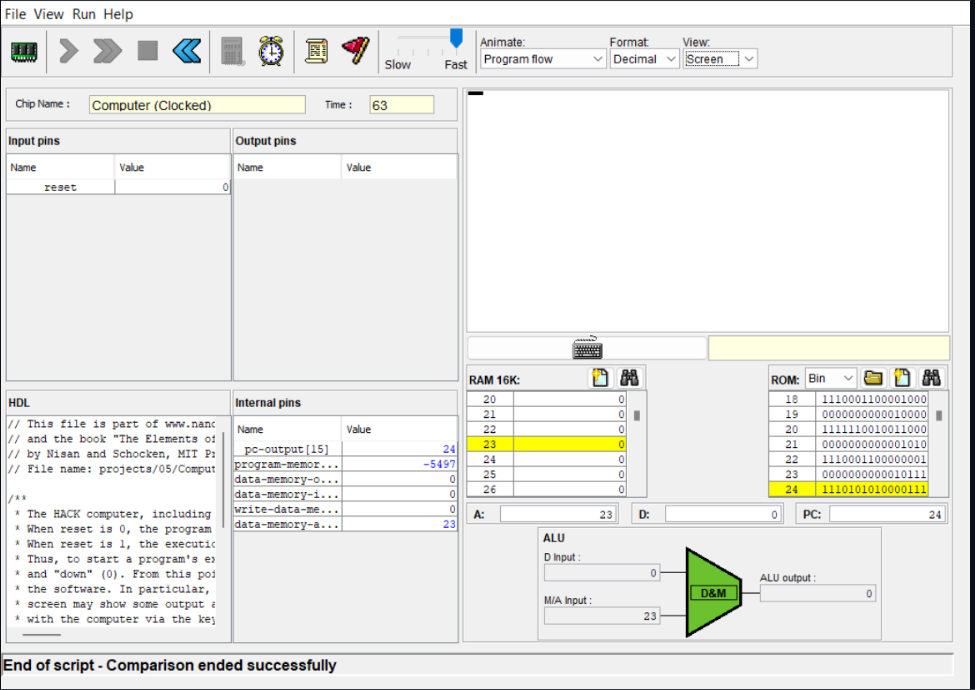 File View Run Help
Slow Fast
Animate: Format: View:
Program flow Decimal Screen
Chip Name : Computer (Clocked) Time : 63
Input pins
Name Value
reset 0
Output pins
Name Value
HDL
// This file is part of www.nand
// and the book "The Elements of
// by Nisan and Schocken, MIT Pr
// File name: projects/05/Comput
/**
* The HACK computer, including
* When reset is 0, the program
* When reset is 1, the executio
* Thus, to start a program's ex
* and "down" (0). From this poi
* the software. In particular,
* screen may show some output a
* with the computer via the key
Internal pins
Name Value
pc-output[15] 24
program-memor... -5497
data-memory-o... 0
data-memory-i... 0
write-data-me... 0
data-memory-a... 23
RAM 16K:
20 0
21 0
22 0
23 0
24 0
25 0
26 0
ROM: Bin
18 1110001100001000
19 0000000000010000
20 1111110010011000
21 0000000000001010
22 1110001100000001
23 0000000000010111
24 1110101010000111
A: 23 D: 0 PC: 24
ALU
D Input :
0
M/A Input :
23
D&M
ALU output :
0
End of script - Comparison ended successfully